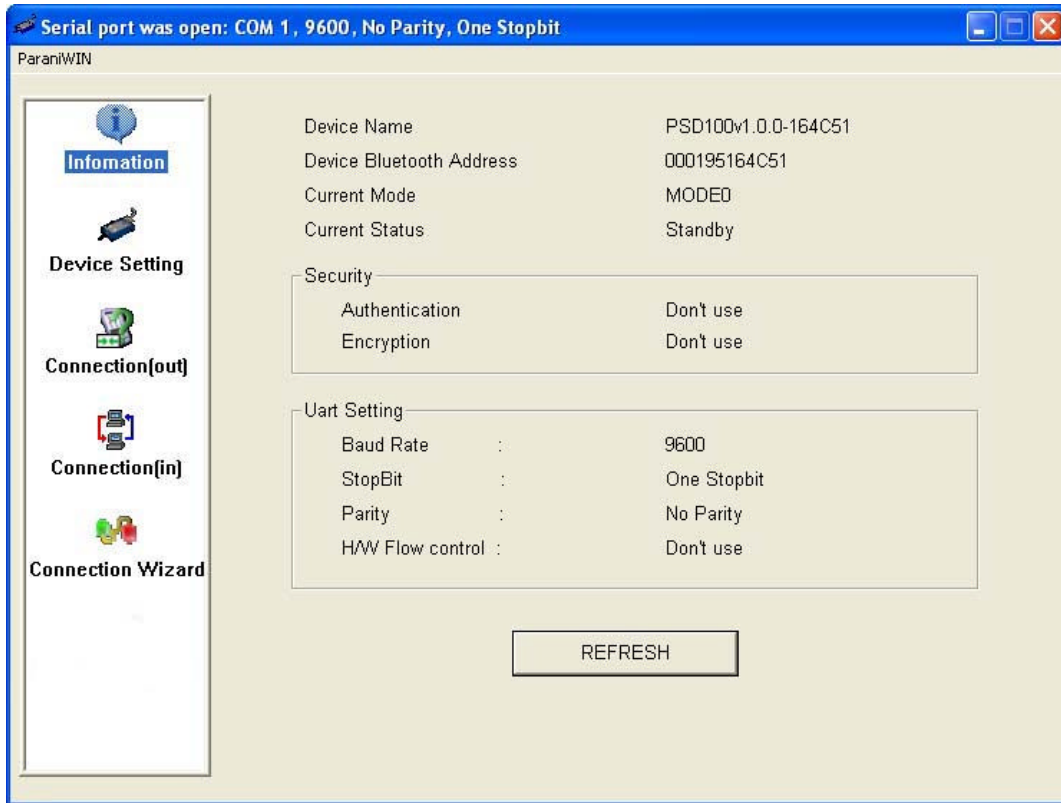 Serial port was open: COM 1, 9600, No Parity, One Stopbit
ParaniWIN
Infomation
Device Setting
Connection(out)
Connection(in)
Connection Wizard
Device Name PSD100v1.0.0-164C51
Device Bluetooth Address 000195164C51
Current Mode MODE0
Current Status Standby
Security
Authentication Don't use
Encryption Don't use
Uart Setting
Baud Rate : 9600
StopBit : One Stopbit
Parity : No Parity
H/W Flow control : Don't use
REFRESH